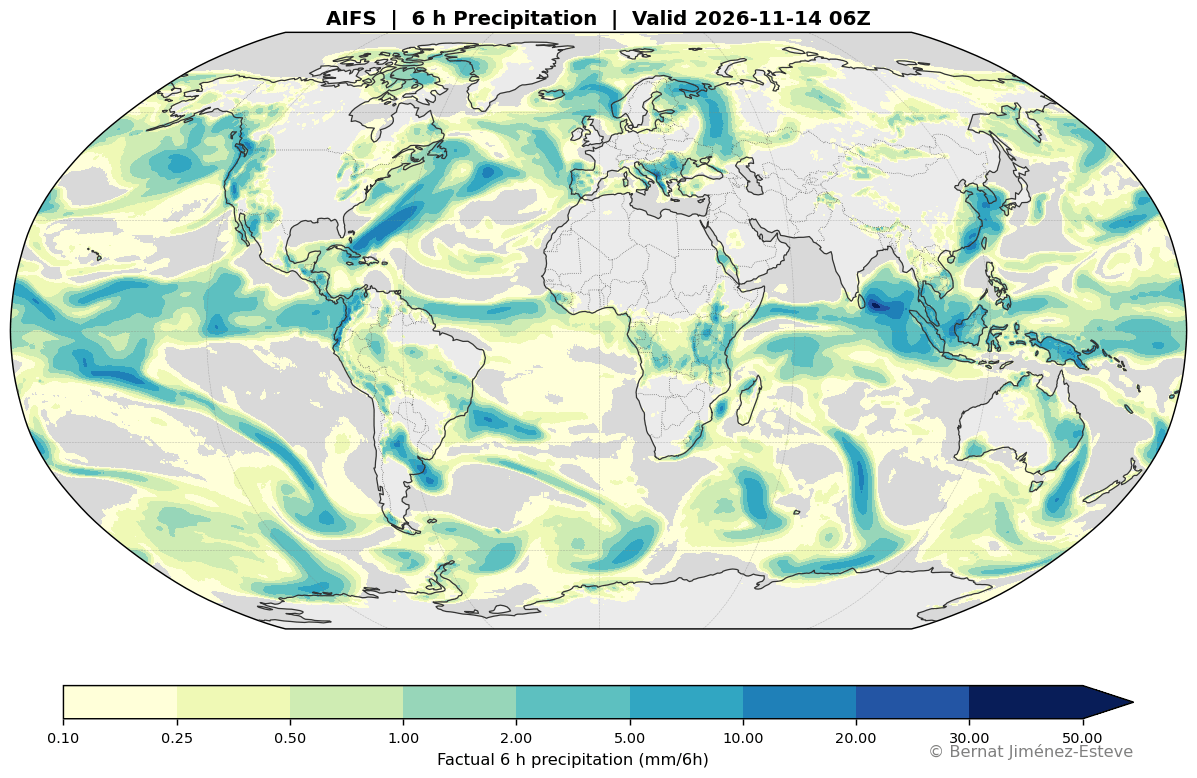 AIFS | 6 h Precipitation | Valid 2026-11-14 06Z
0.10 0.25 0.50 1.00 2.00 5.00 10.00 20.00 30.00 50.00
Factual 6 h precipitation (mm/6h)
© Bernat Jiménez-Esteve